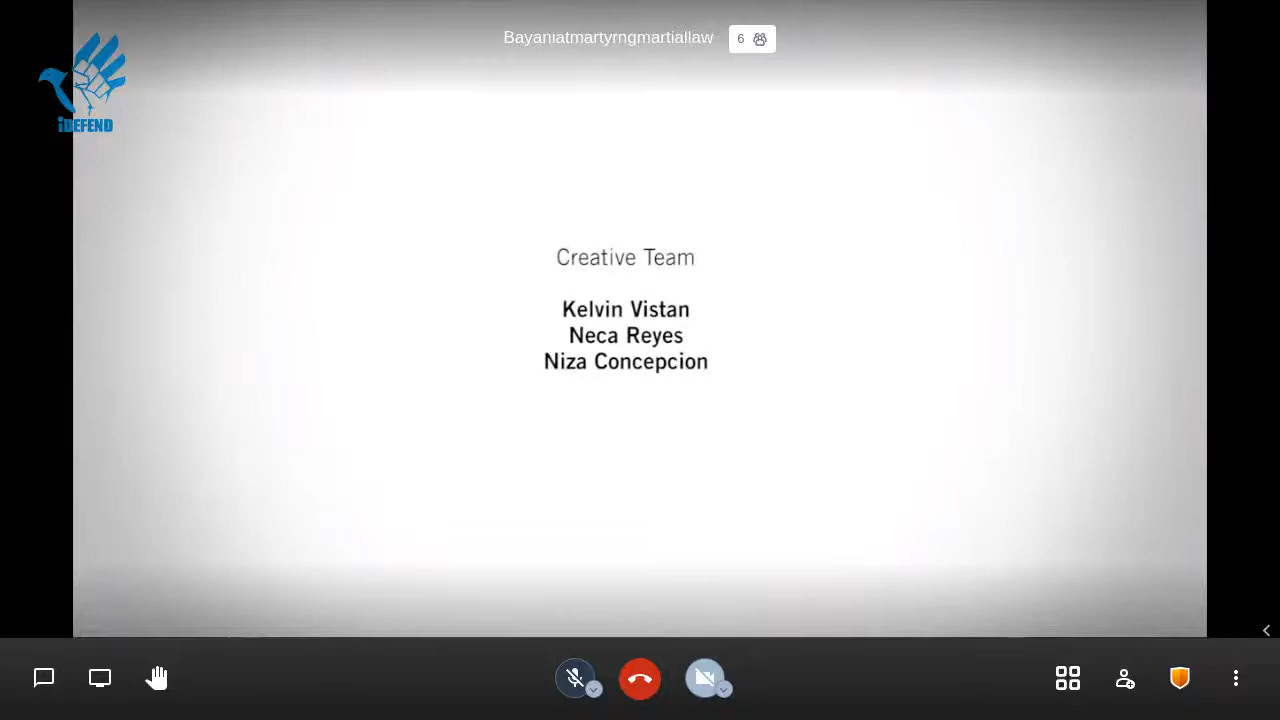 Bayaniatmartyrngmartiallaw
6
iDEFEND
Creative Team
Kelvin Vistan
Neca Reyes
Niza Concepcion